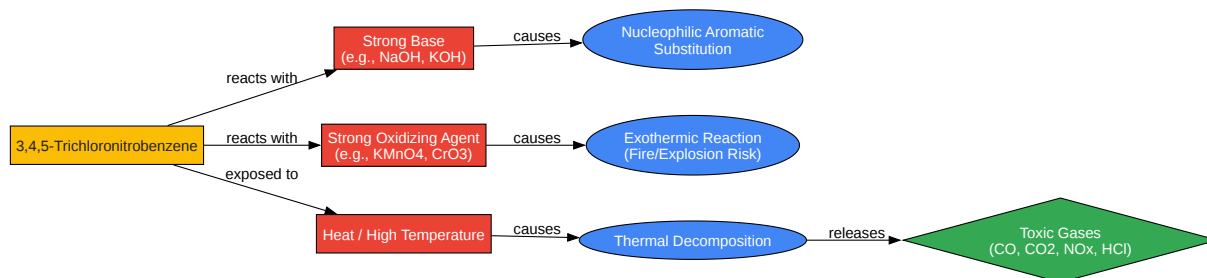 Strong Base
(e.g., NaOH, KOH)
causes
Nucleophilic Aromatic
Substitution
reacts with
3,4,5-Trichloronitrobenzene
reacts with
Strong Oxidizing Agent
(e.g., KMnO4, CrO3)
causes
Exothermic Reaction
(Fire/Explosion Risk)
exposed to
Heat / High Temperature
causes
Thermal Decomposition
releases
Toxic Gases
(CO, CO2, NOx, HCl)